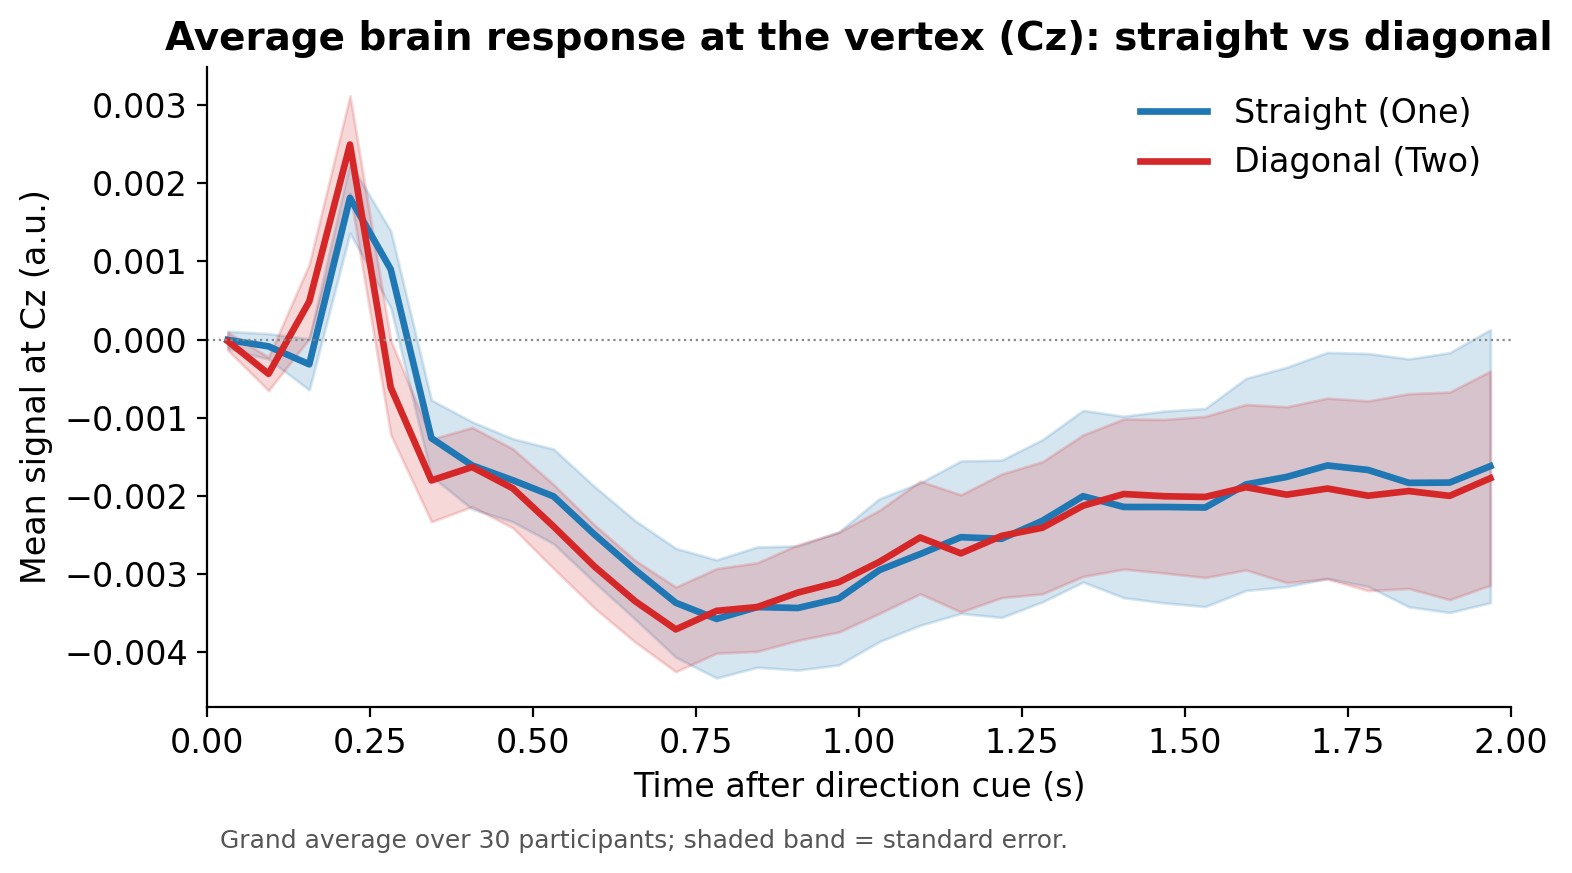 Average brain response at the vertex (Cz): straight vs diagonal
Straight (One)
Diagonal (Two)
Mean signal at Cz (a.u.)
0.003
0.002
0.001
0.000
−0.001
−0.002
−0.003
−0.004
0.00 0.25 0.50 0.75 1.00 1.25 1.50 1.75 2.00
Time after direction cue (s)
Grand average over 30 participants; shaded band = standard error.